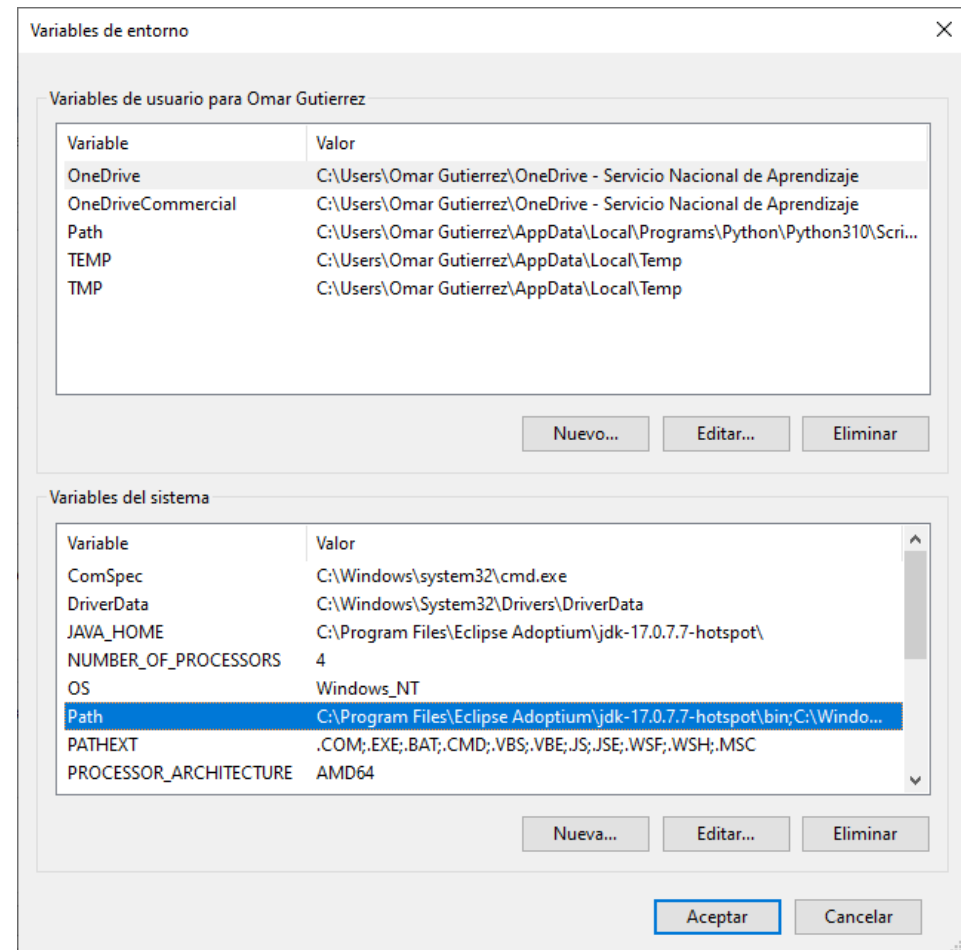 Variables de entorno
Variables de usuario para Omar Gutierrez
Variable Valor
OneDrive C:\Users\Omar Gutierrez\OneDrive - Servicio Nacional de Aprendizaje
OneDriveCommercial C:\Users\Omar Gutierrez\OneDrive - Servicio Nacional de Aprendizaje
Path C:\Users\Omar Gutierrez\AppData\Local\Programs\Python\Python310\Scri...
TEMP C:\Users\Omar Gutierrez\AppData\Local\Temp
TMP C:\Users\Omar Gutierrez\AppData\Local\Temp
Nuevo... Editar... Eliminar
Variables del sistema
Variable Valor
ComSpec C:\Windows\system32\cmd.exe
DriverData C:\Windows\System32\Drivers\DriverData
JAVA_HOME C:\Program Files\Eclipse Adoptium\jdk-17.0.7.7-hotspot\
NUMBER_OF_PROCESSORS 4
OS Windows_NT
Path C:\Program Files\Eclipse Adoptium\jdk-17.0.7.7-hotspot\bin;C:\Windo...
PATHEXT .COM;.EXE;.BAT;.CMD;.VBS;.VBE;.JS;.JSE;.WSF;.WSH;.MSC
PROCESSOR_ARCHITECTURE AMD64
Nueva... Editar... Eliminar
Aceptar Cancelar